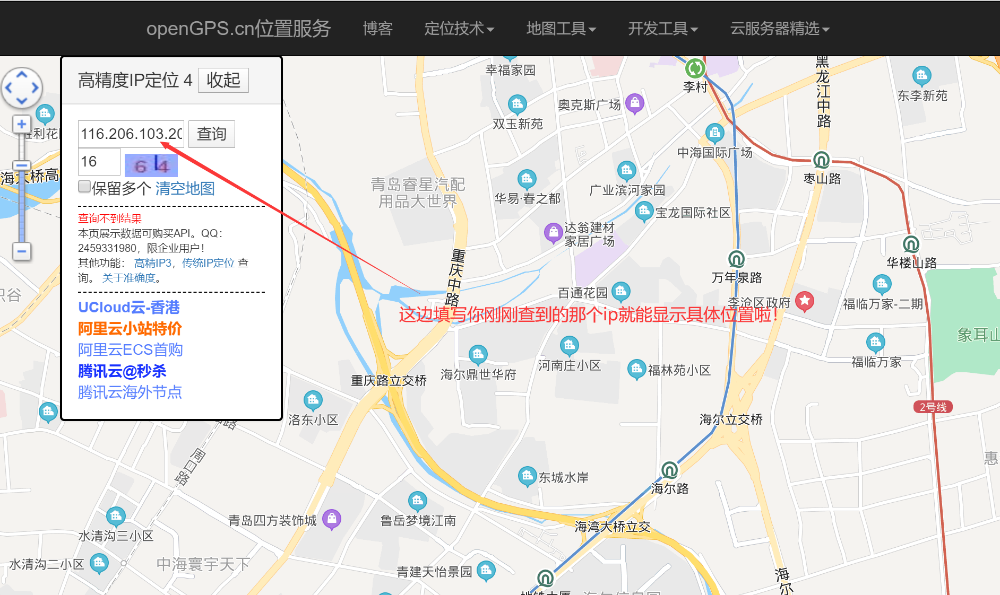 openGPS.cn位置服务 博客 定位技术 地图工具 开发工具 云服务器精选
高精度IP定位 4 收起
116.206.103.20 查询
16
保留多个 清空地图
查询不到结果
本页展示数据可购买API。QQ：
2459331980，限企业用户！
其他功能： 高精IP3，传统IP定位 查
询。 关于准确度。
UCloud云-香港
阿里云小站特价
阿里云ECS首购
腾讯云@秒杀
腾讯云海外节点
这边填写你刚刚查到的那个ip就能显示具体位置啦！
幸福家园
李村
黑龙江中路
东李新苑
奥克斯广场
双玉新苑
中海国际广场
枣山路
青岛睿星汽配
用品大世界
华易·春之都
广业滨河家园
宝龙国际社区
达翁建材
家居广场
重庆中路
万年泉路
华楼山路
百通花园
李沧区政府
福临万家-二期
象耳山
河南庄小区
福林苑小区
福临万家
海尔鼎世华府
重庆路立交桥
洛东小区
海尔立交桥
2号线
周口路
东城水岸
海尔路
惠
青岛四方装饰城
鲁岳梦境江南
海湾大桥立交
水清沟三小区
水清沟二小区
中海寰宇天下
青建天怡景园
海尔